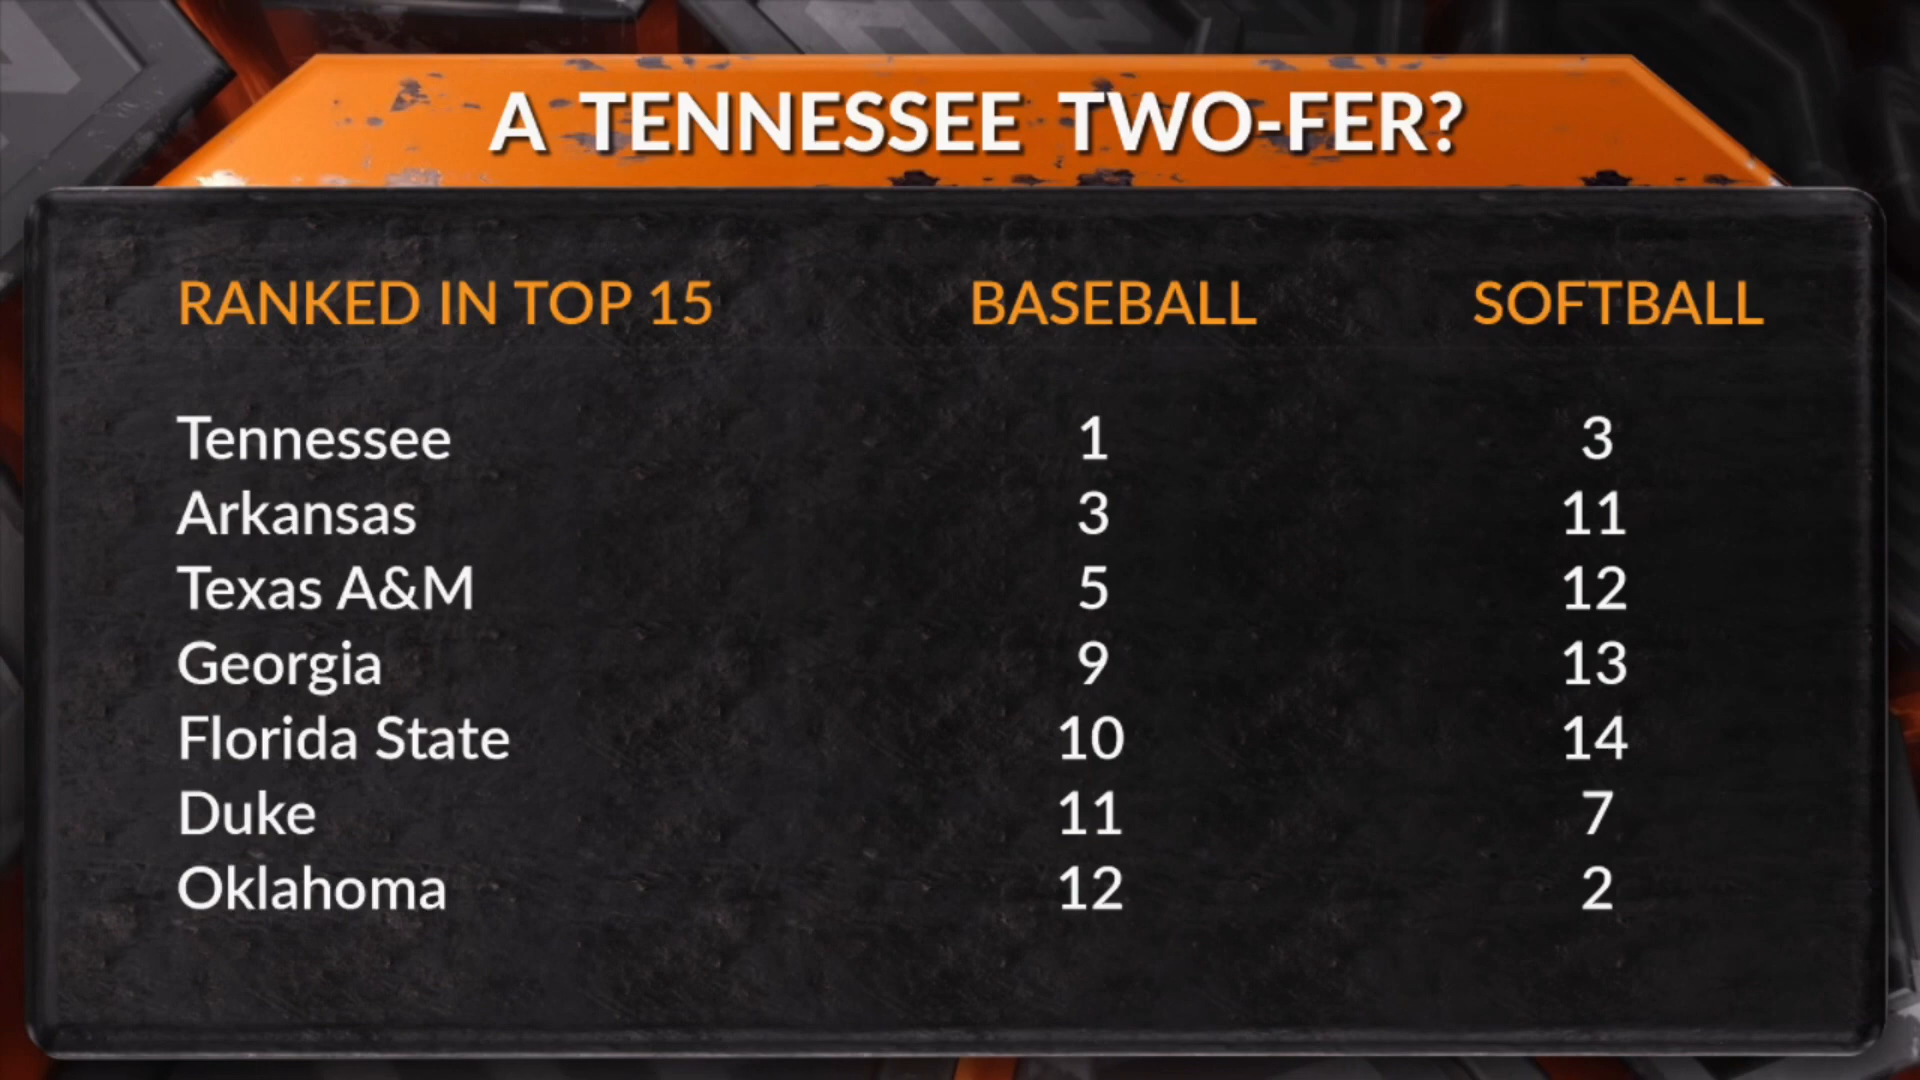 A TENNESSEE TWO-FER?
RANKED IN TOP 15 BASEBALL SOFTBALL
Tennessee 1 3
Arkansas 3 11
Texas A&M 5 12
Georgia 9 13
Florida State 10 14
Duke 11 7
Oklahoma 12 2